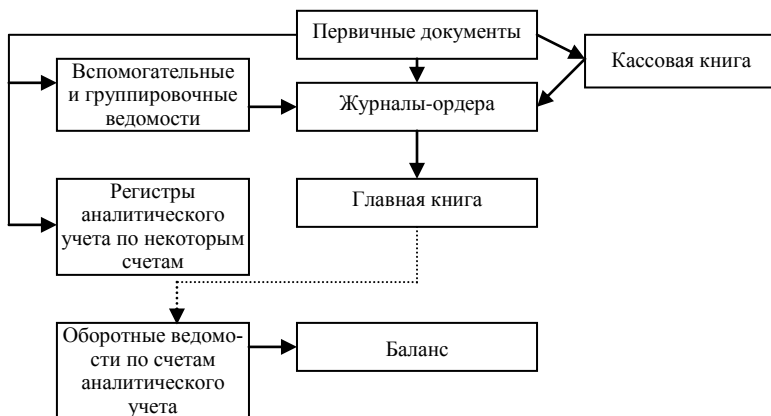 Первичные документы
Кассовая книга
Вспомогательные
и группировочные
ведомости
Журналы-ордера
Регистры
аналитического
учета по некоторым
счетам
Главная книга
Оборотные ведомо-
сти по счетам
аналитического
учета
Баланс